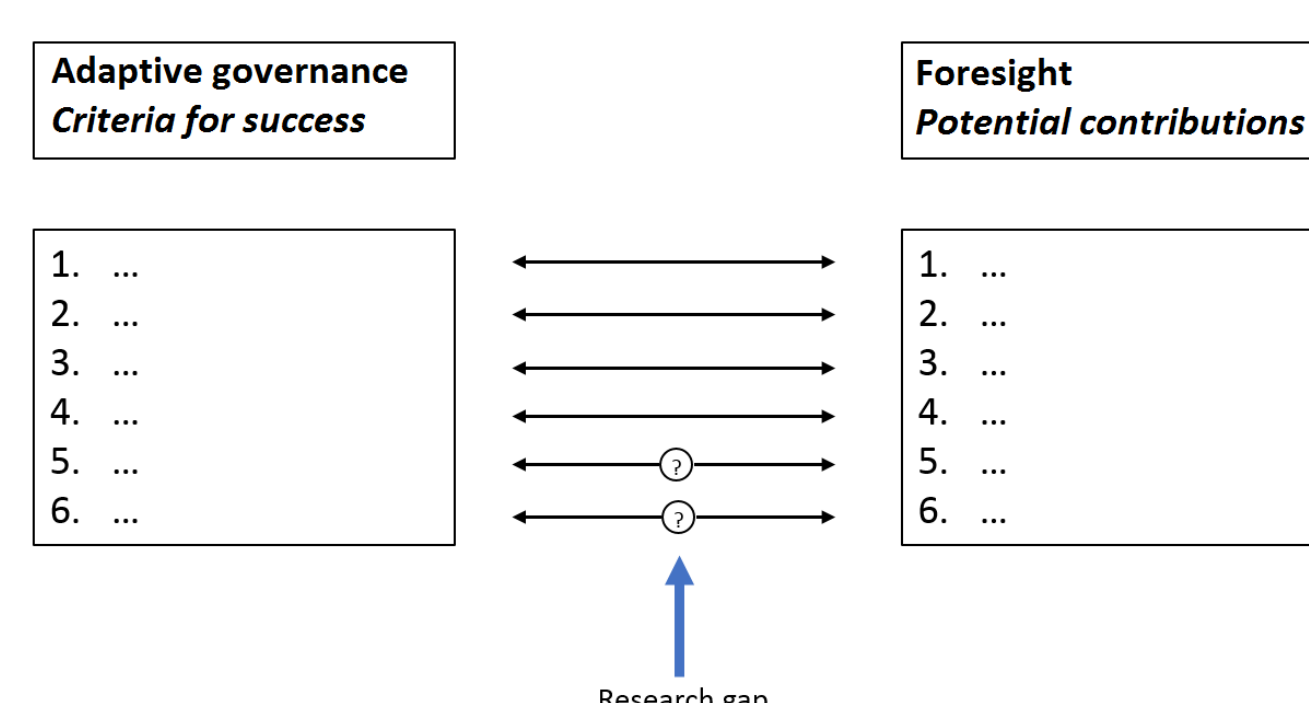 Adaptive governance
Criteria for success
Foresight
Potential contributions
1. ...
2. ...
3. ...
4. ...
5. ...
6. ...
?
?
1. ...
2. ...
3. ...
4. ...
5. ...
6. ...
Research gap